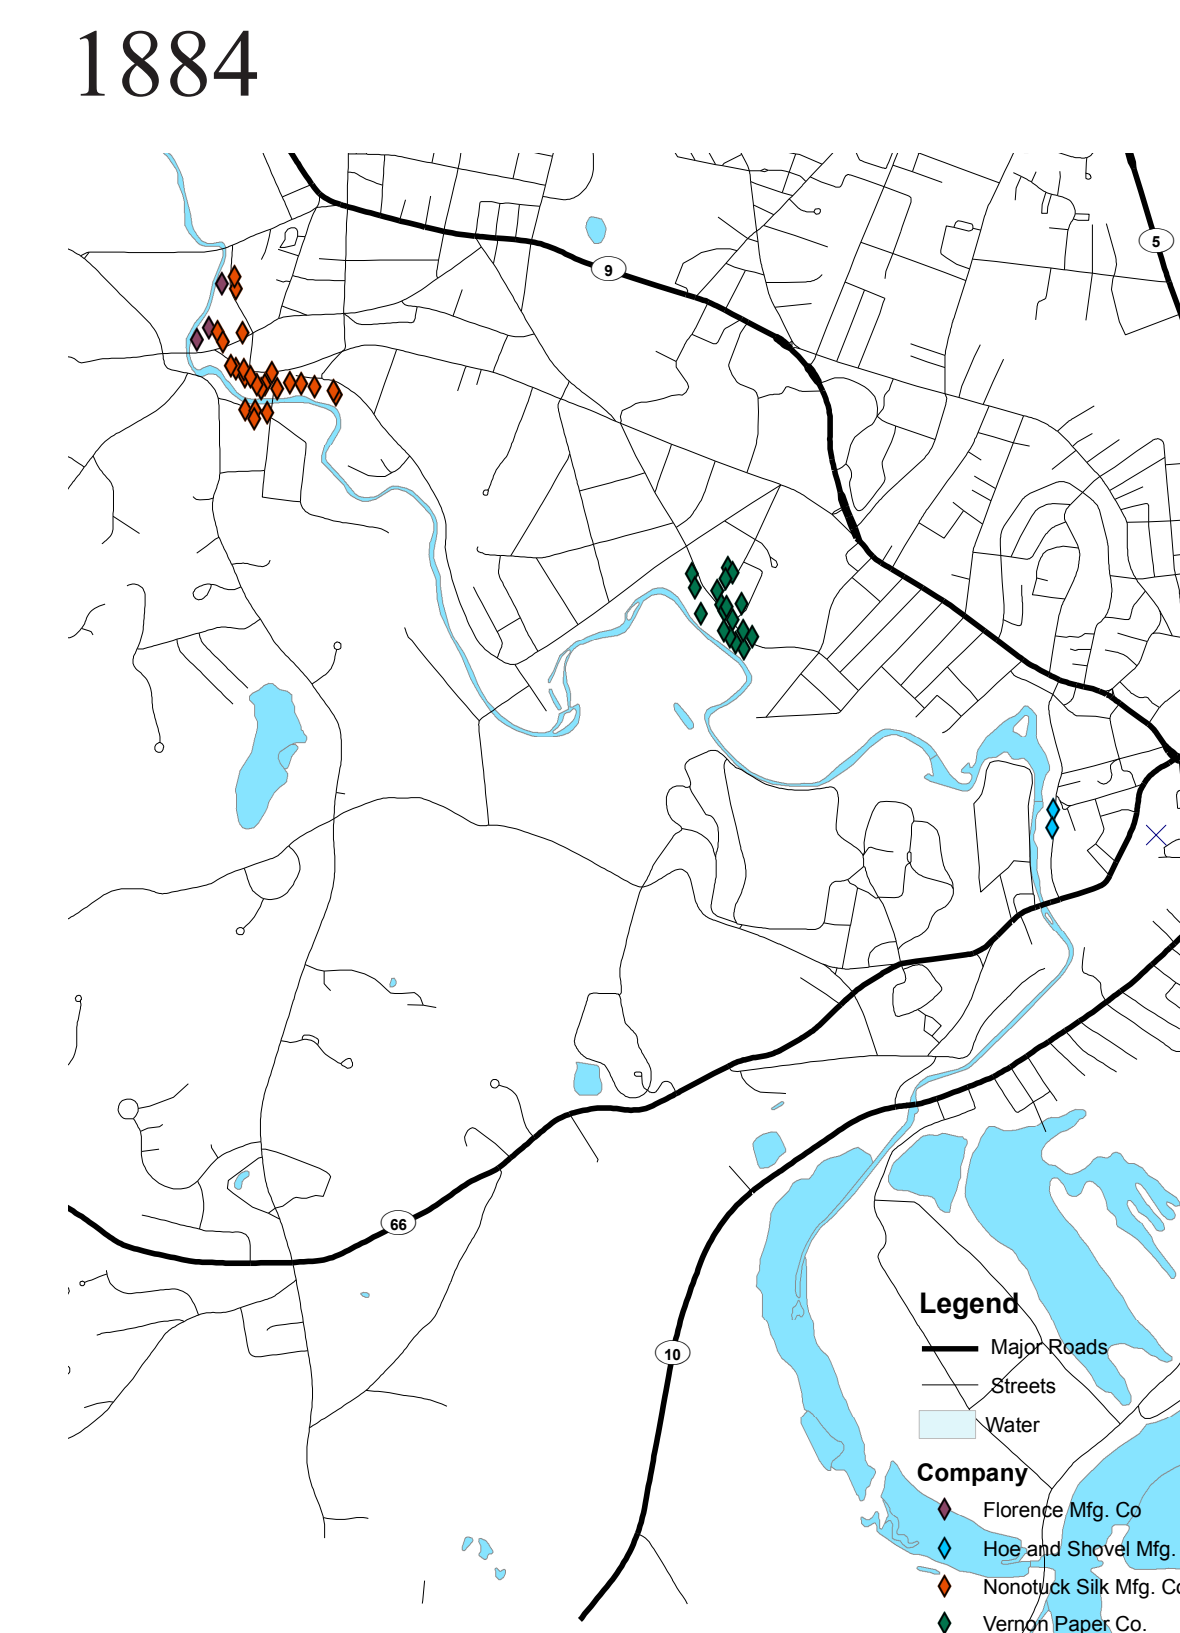 1884
5
9
66
10
Legend
Major Roads
Streets
Water
Company
Florence Mfg. Co
Hoe and Shovel Mfg.
Nonotuck Silk Mfg. Co
Vernon Paper Co.